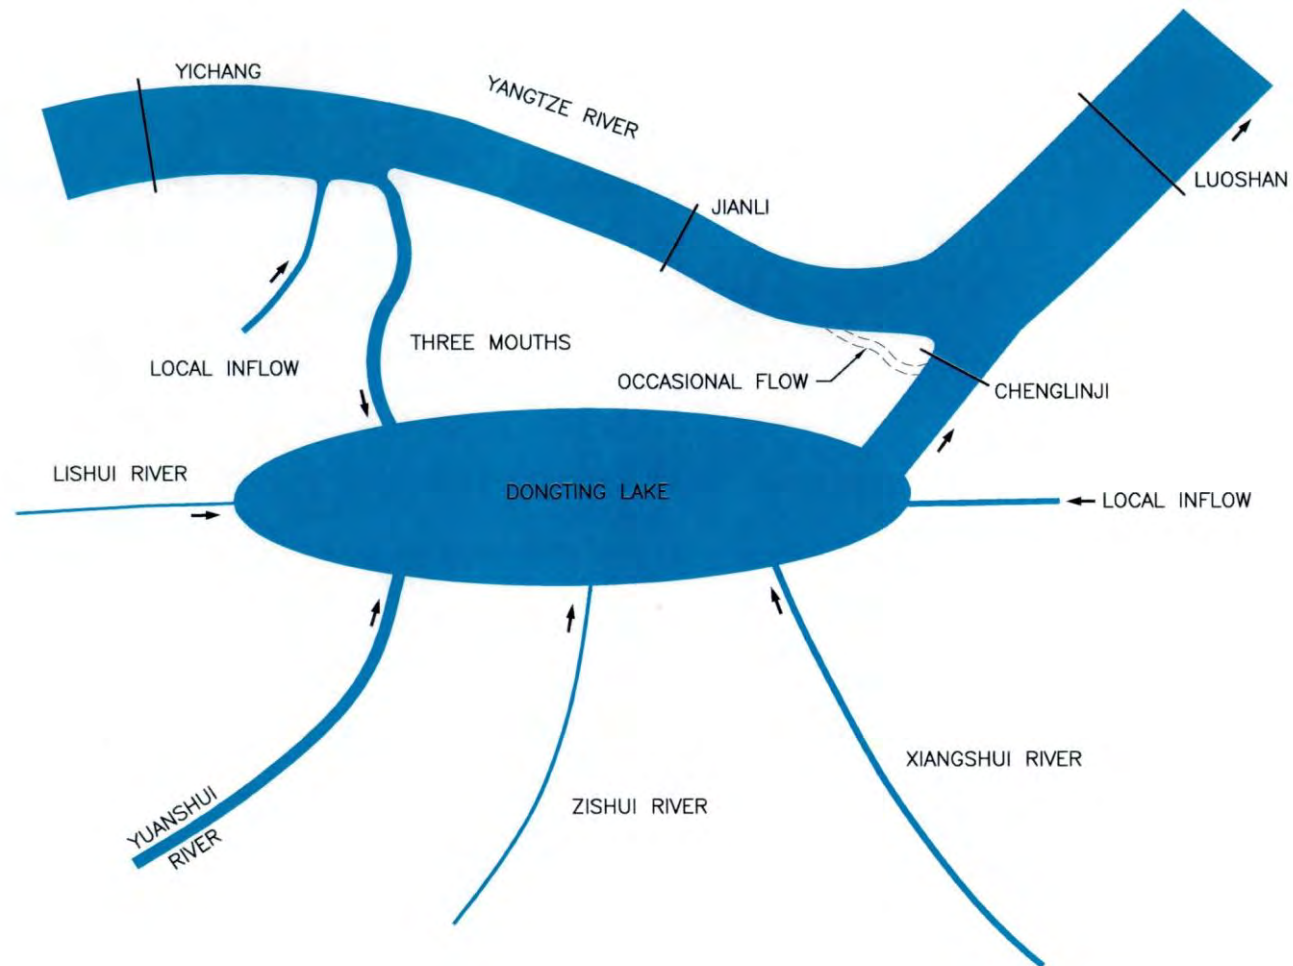 YICHANG
YANGTZE RIVER
LUOSHAN
JIANLI
THREE MOUTHS
LOCAL INFLOW
OCCASIONAL FLOW
CHENGLINJI
LISHUI RIVER
DONGTING LAKE
LOCAL INFLOW
XIANGSHUI RIVER
ZISHUI RIVER
YUANSHUI
RIVER